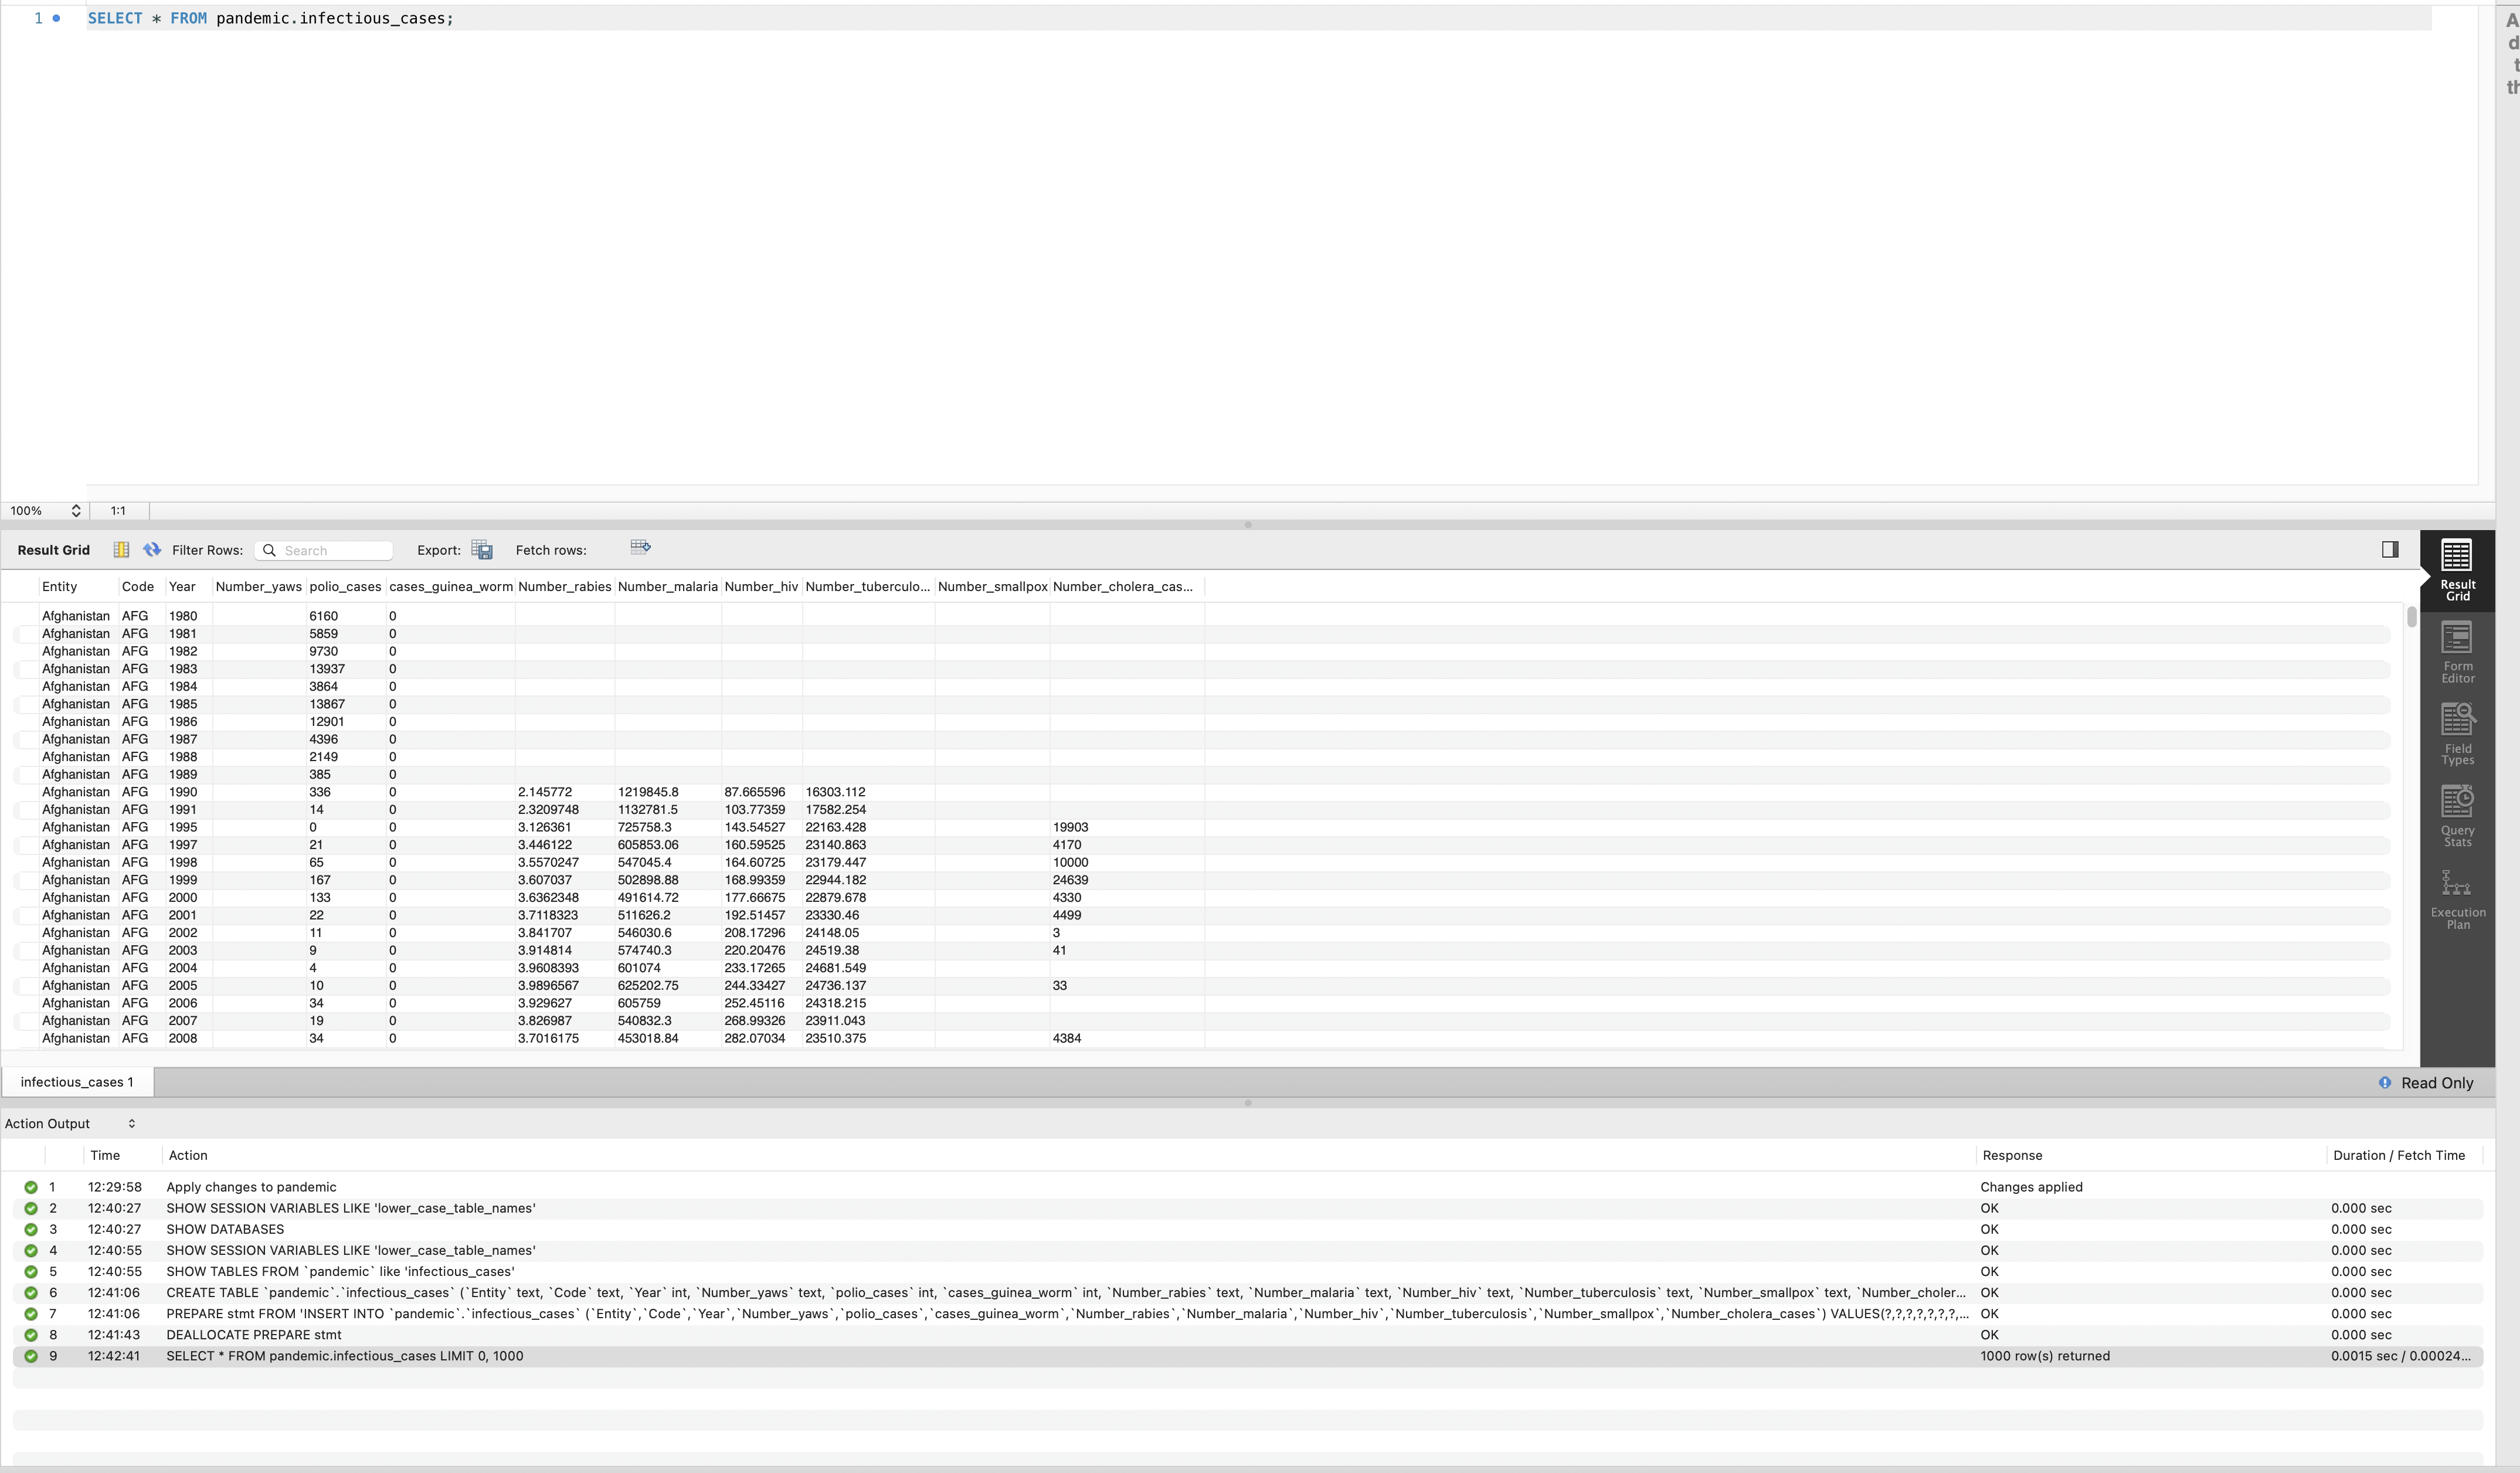 1 SELECT * FROM pandemic.infectious_cases;
A
d
t
th
100% 1:1
Result Grid Filter Rows: Search Export: Fetch rows:
Entity Code Year Number_yaws polio_cases cases_guinea_worm Number_rabies Number_malaria Number_hiv Number_tuberculo... Number_smallpox Number_cholera_cas...
Afghanistan AFG 1980 6160 0
Afghanistan AFG 1981 5859 0
Afghanistan AFG 1982 9730 0
Afghanistan AFG 1983 13937 0
Afghanistan AFG 1984 3864 0
Afghanistan AFG 1985 13867 0
Afghanistan AFG 1986 12901 0
Afghanistan AFG 1987 4396 0
Afghanistan AFG 1988 2149 0
Afghanistan AFG 1989 385 0
Afghanistan AFG 1990 336 0 2.145772 1219845.8 87.665596 16303.112
Afghanistan AFG 1991 14 0 2.3209748 1132781.5 103.77359 17582.254
Afghanistan AFG 1995 0 0 3.126361 725758.3 143.54527 22163.428 19903
Afghanistan AFG 1997 21 0 3.446122 605853.06 160.59525 23140.863 4170
Afghanistan AFG 1998 65 0 3.5570247 547045.4 164.60725 23179.447 10000
Afghanistan AFG 1999 167 0 3.607037 502898.88 168.99359 22944.182 24639
Afghanistan AFG 2000 133 0 3.6362348 491614.72 177.66675 22879.678 4330
Afghanistan AFG 2001 22 0 3.7118323 511626.2 192.51457 23330.46 4499
Afghanistan AFG 2002 11 0 3.841707 546030.6 208.17296 24148.05 3
Afghanistan AFG 2003 9 0 3.914814 574740.3 220.20476 24519.38 41
Afghanistan AFG 2004 4 0 3.9608393 601074 233.17265 24681.549
Afghanistan AFG 2005 10 0 3.9896567 625202.75 244.33427 24736.137 33
Afghanistan AFG 2006 34 0 3.929627 605759 252.45116 24318.215
Afghanistan AFG 2007 19 0 3.826987 540832.3 268.99326 23911.043
Afghanistan AFG 2008 34 0 3.7016175 453018.84 282.07034 23510.375 4384
Result
Grid
Form
Editor
Field
Types
Query
Stats
Execution
Plan
infectious_cases 1 Read Only
Action Output
Time Action Response Duration / Fetch Time
1 12:29:58 Apply changes to pandemic Changes applied
2 12:40:27 SHOW SESSION VARIABLES LIKE 'lower_case_table_names' OK 0.000 sec
3 12:40:27 SHOW DATABASES OK 0.000 sec
4 12:40:55 SHOW SESSION VARIABLES LIKE 'lower_case_table_names' OK 0.000 sec
5 12:40:55 SHOW TABLES FROM `pandemic` like 'infectious_cases' OK 0.000 sec
6 12:41:06 CREATE TABLE `pandemic`.`infectious_cases` (`Entity` text, `Code` text, `Year` int, `Number_yaws` text, `polio_cases` int, `cases_guinea_worm` int, `Number_rabies` text, `Number_malaria` text, `Number_hiv` text, `Number_tuberculosis` text, `Number_smallpox` text, `Number_choler... OK 0.000 sec
7 12:41:06 PREPARE stmt FROM 'INSERT INTO `pandemic`.`infectious_cases` (`Entity`,`Code`,`Year`,`Number_yaws`,`polio_cases`,`cases_guinea_worm`,`Number_rabies`,`Number_malaria`,`Number_hiv`,`Number_tuberculosis`,`Number_smallpox`,`Number_cholera_cases`) VALUES(?,?,?,?,?,?,?,... OK 0.000 sec
8 12:41:43 DEALLOCATE PREPARE stmt OK 0.000 sec
9 12:42:41 SELECT * FROM pandemic.infectious_cases LIMIT 0, 1000 1000 row(s) returned 0.0015 sec / 0.00024...